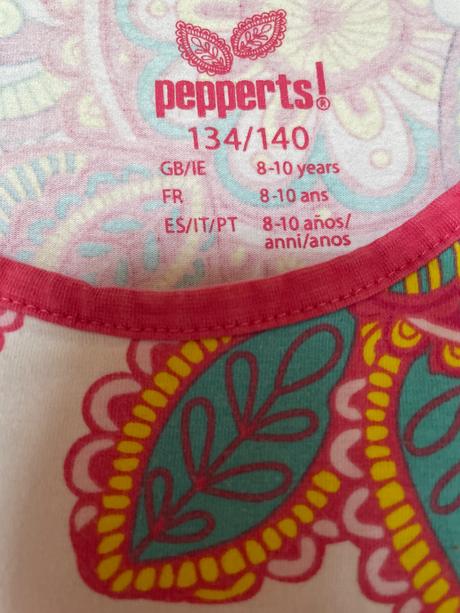 pepperts!®
134/140
GB/IE 8-10 years
FR 8-10 ans
ES/IT/PT 8-10 años/
anni/anos